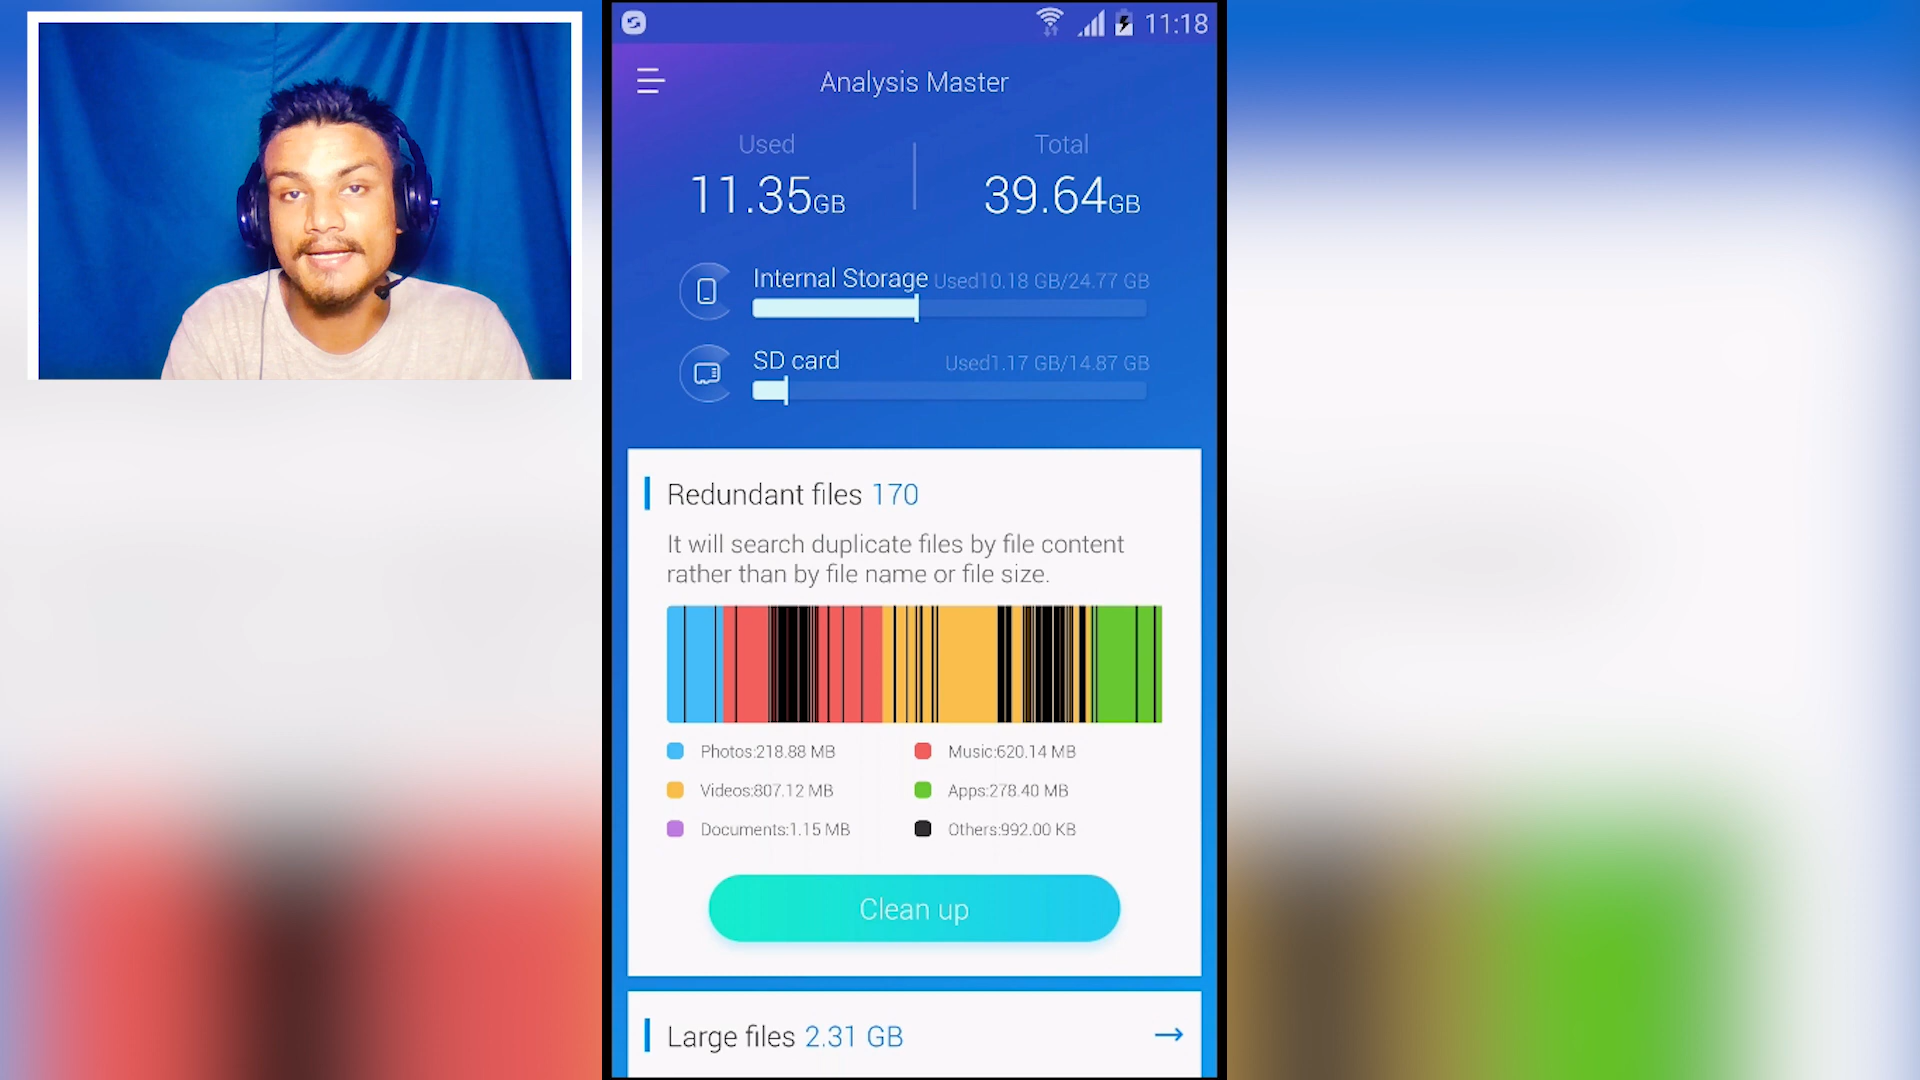 11:18
Analysis Master
Used
Total
11.35GB
39.64GB
Internal Storage Used10.18 GB/24.77 GB
SD card Used1.17 GB/14.87 GB
Redundant files 170
It will search duplicate files by file content
rather than by file name or file size.
Photos:218.88 MB
Music:620.14 MB
Videos:807.12 MB
Apps:278.40 MB
Documents:1.15 MB
Others:992.00 KB
Clean up
Large files 2.31 GB